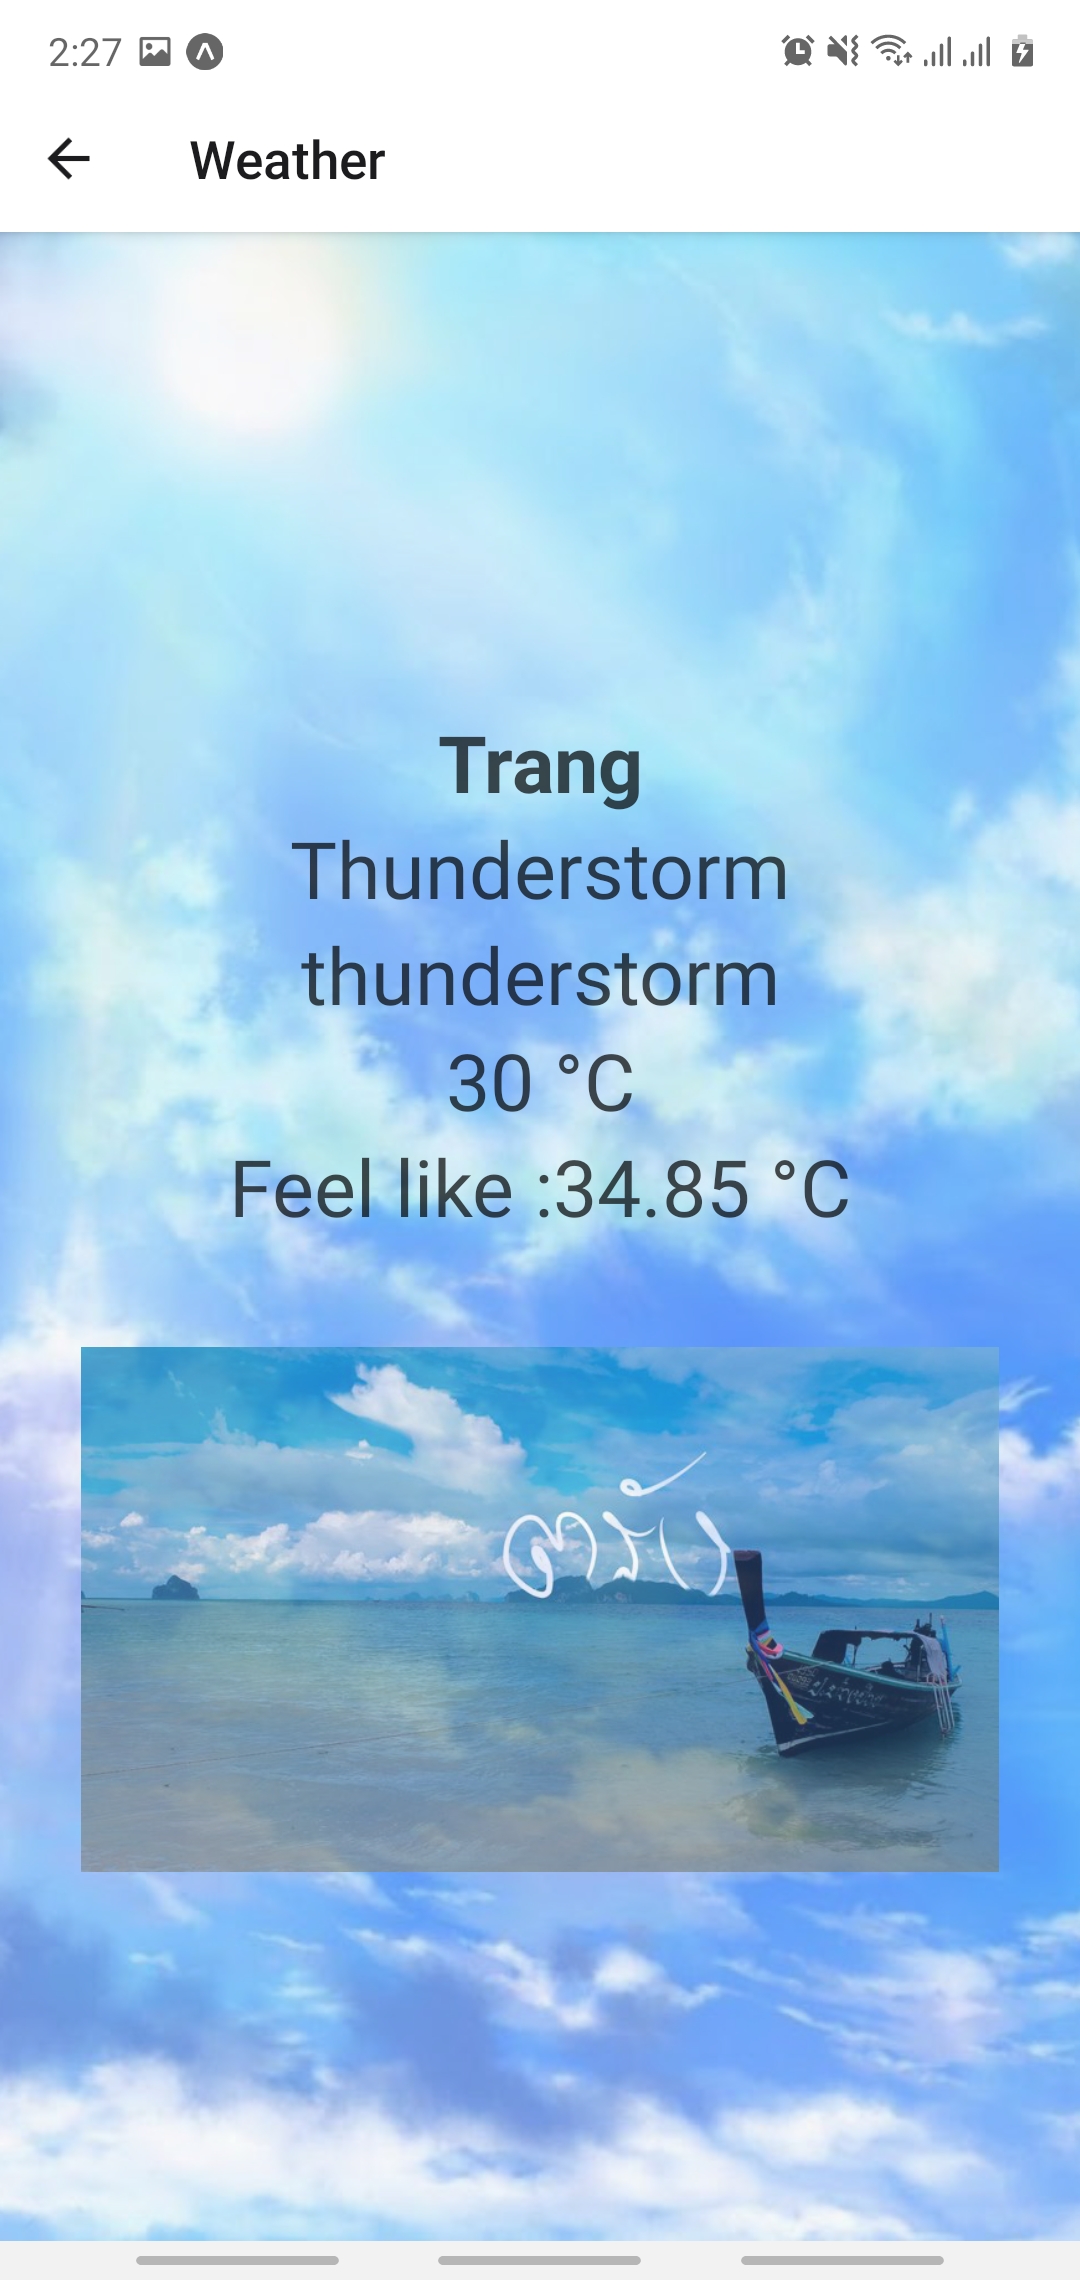 2:27
Weather
Trang
Thunderstorm
thunderstorm
30 °C
Feel like :34.85 °C
ตรัง